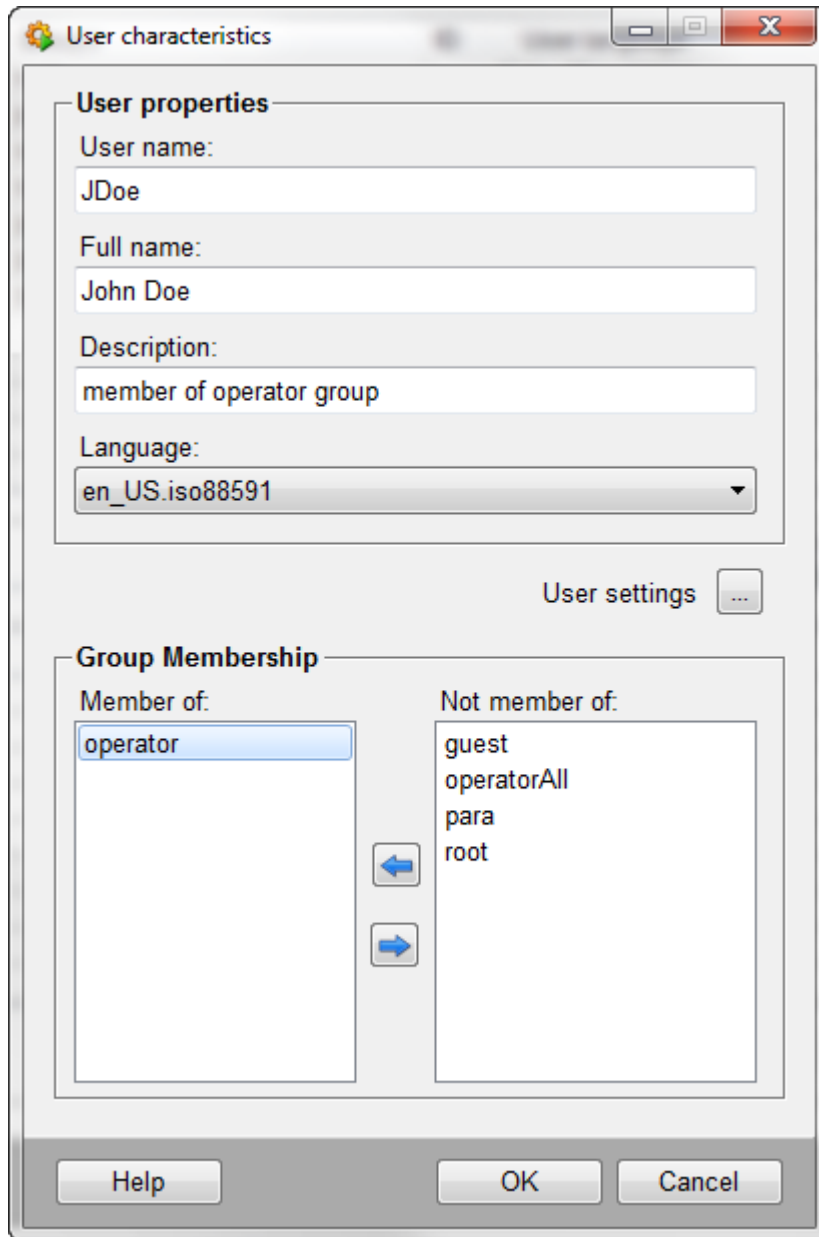 User characteristics
User properties
User name:
JDoe
Full name:
John Doe
Description:
member of operator group
Language:
en_US.iso88591
User settings ...
Group Membership
Member of:
operator
Not member of:
guest
operatorAll
para
root
Help
OK
Cancel